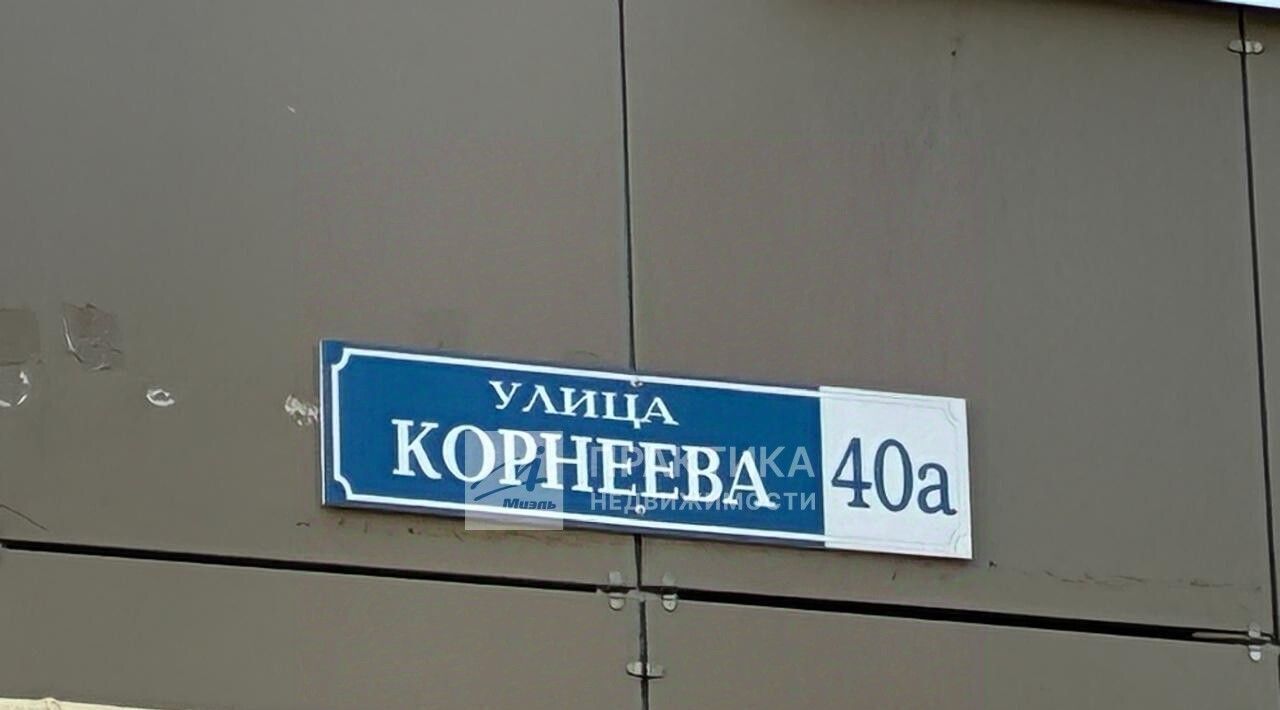 УЛИЦА
КОРНЕЕВА
40а
Миэль
ПРАКТИКА
НЕДВИЖИМОСТИ